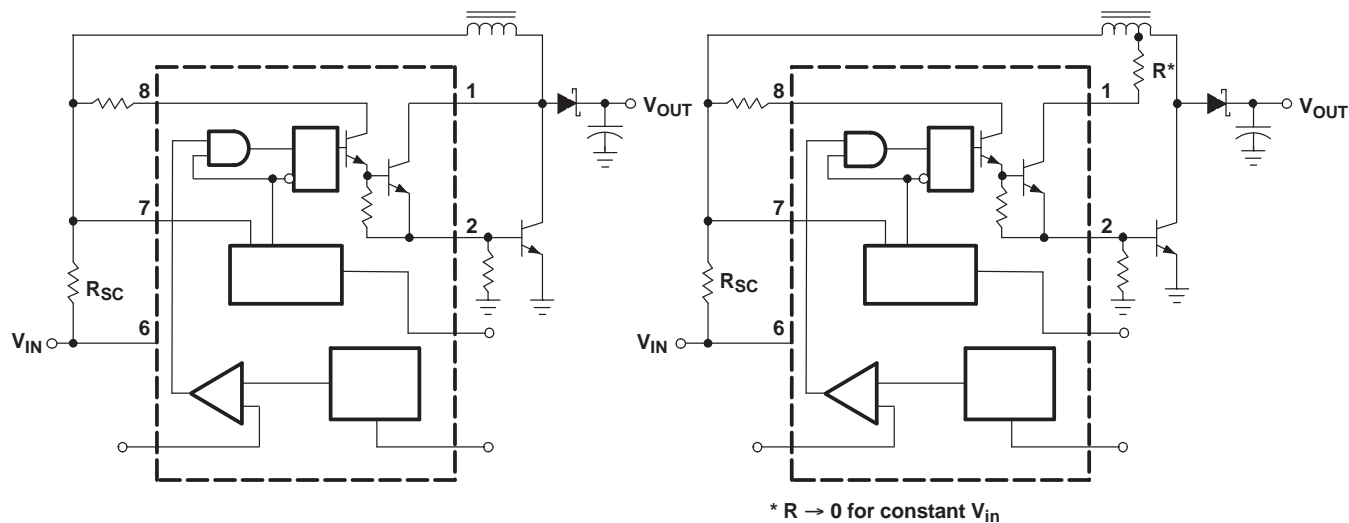 8
1
V_OUT
7
2
R_SC
6
V_IN
R*
8
1
V_OUT
7
2
R_SC
6
V_IN
* R → 0 for constant V_in